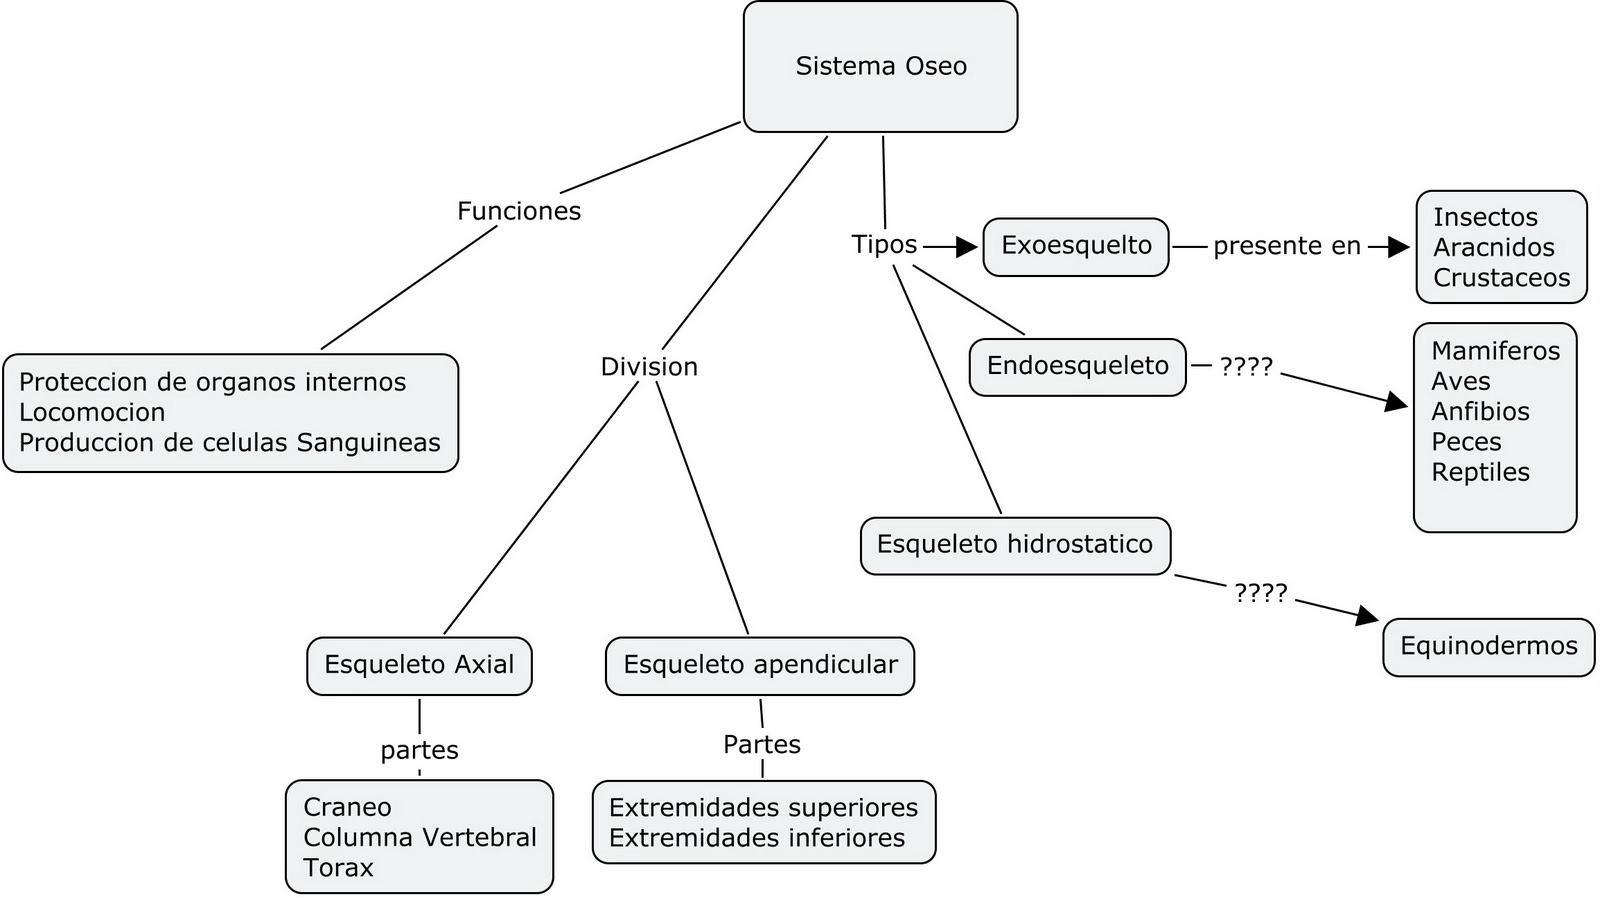 Sistema Oseo
Funciones
Proteccion de organos internos
Locomocion
Produccion de celulas Sanguineas
Division
Esqueleto Axial
partes
Craneo
Columna Vertebral
Torax
Esqueleto apendicular
Partes
Extremidades superiores
Extremidades inferiores
Tipos
Exoesquelto
presente en
Insectos
Aracnidos
Crustaceos
Endoesqueleto
????
Mamiferos
Aves
Anfibios
Peces
Reptiles
Esqueleto hidrostatico
????
Equinodermos